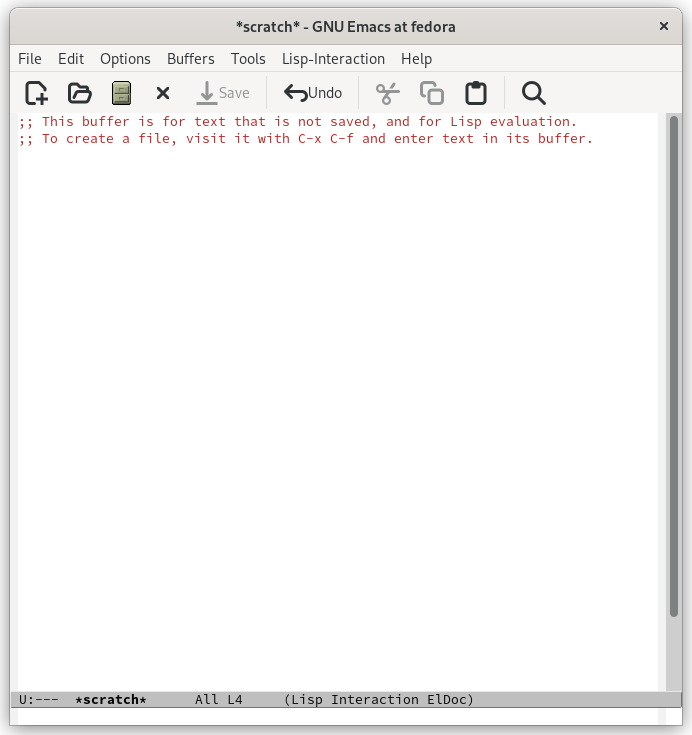 *scratch* - GNU Emacs at fedora
File Edit Options Buffers Tools Lisp-Interaction Help
Save Undo
;; This buffer is for text that is not saved, and for Lisp evaluation.
;; To create a file, visit it with C-x C-f and enter text in its buffer.
U:--- *scratch* All L4 (Lisp Interaction ElDoc)